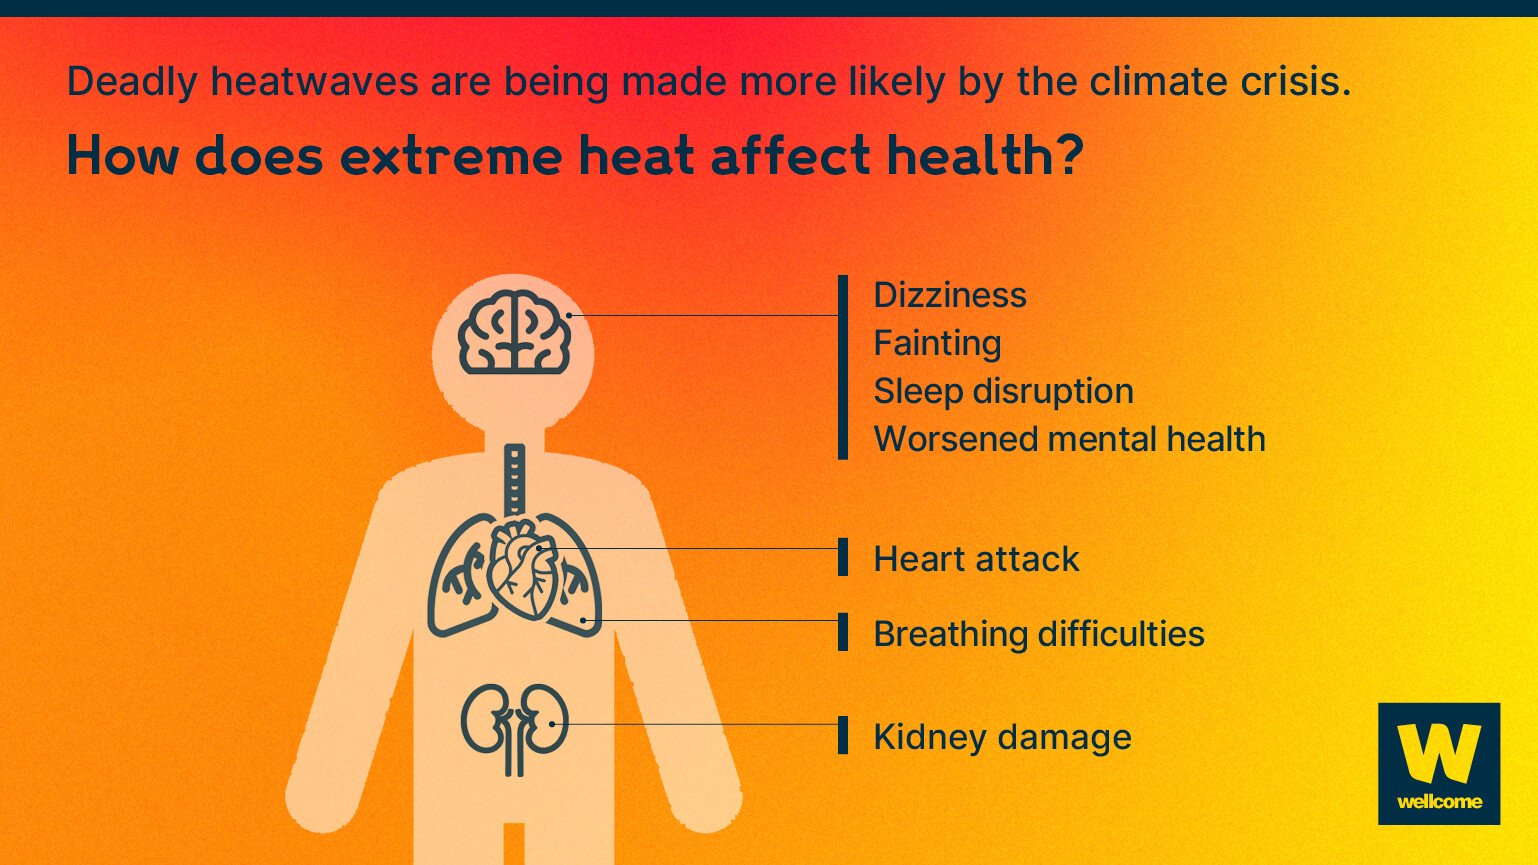 Deadly heatwaves are being made more likely by the climate crisis.
How does extreme heat affect health?
Dizziness
Fainting
Sleep disruption
Worsened mental health
Heart attack
Breathing difficulties
Kidney damage
W
wellcome